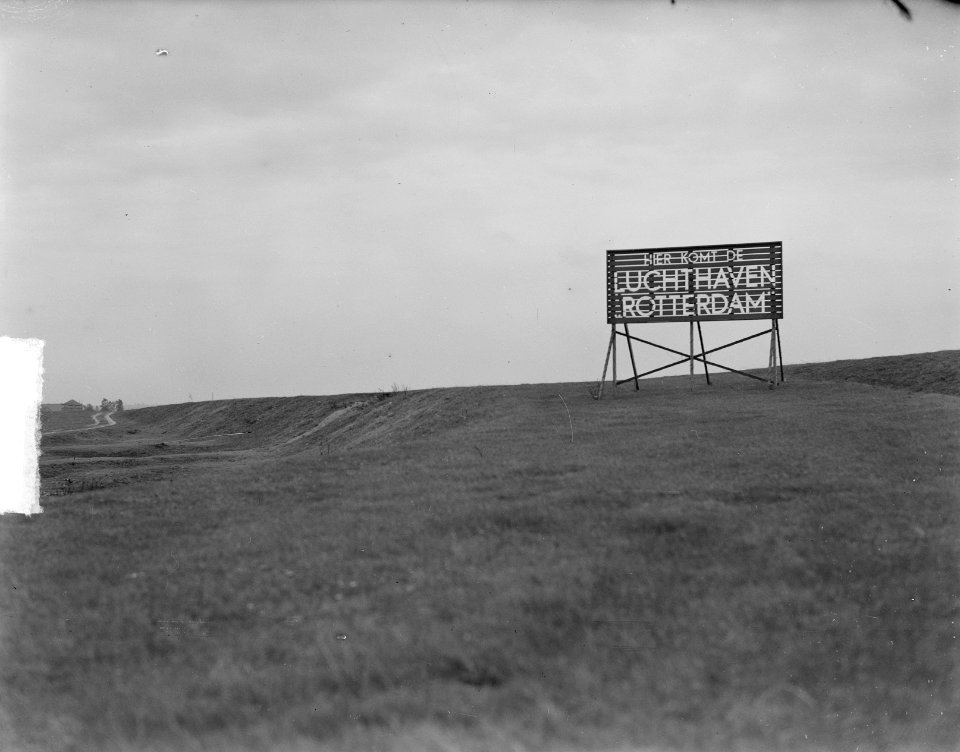 HIER KOMT DE
LUCHTHAVEN
"ROTTERDAM"